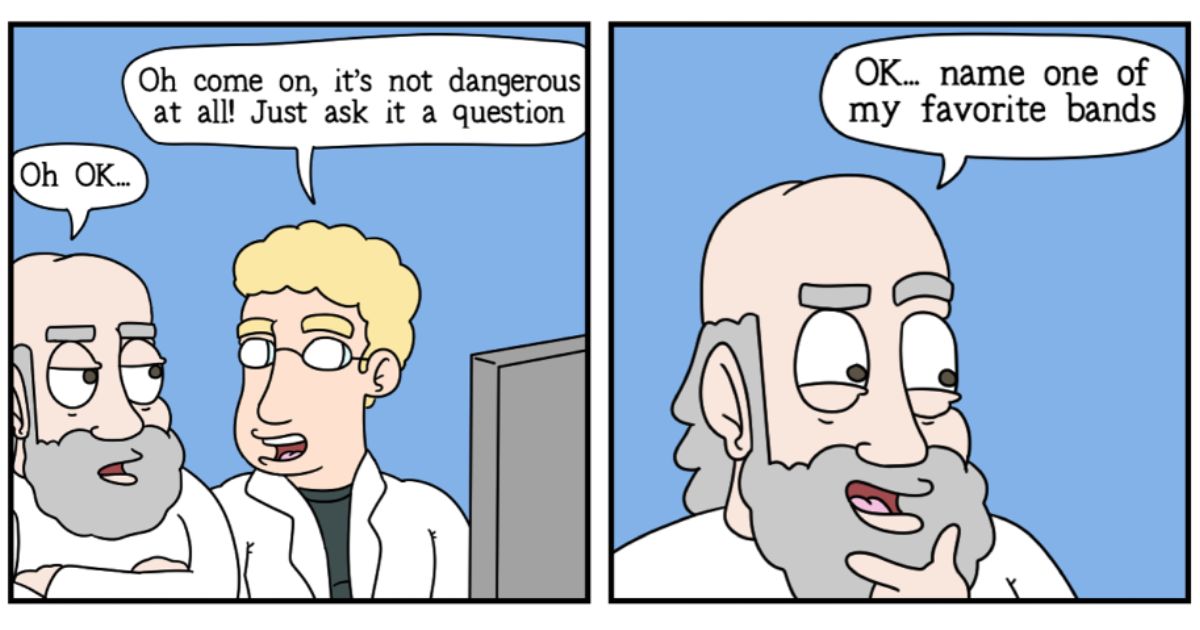 Oh come on, it's not dangerous
at all! Just ask it a question
Oh OK...
OK... name one of
my favorite bands